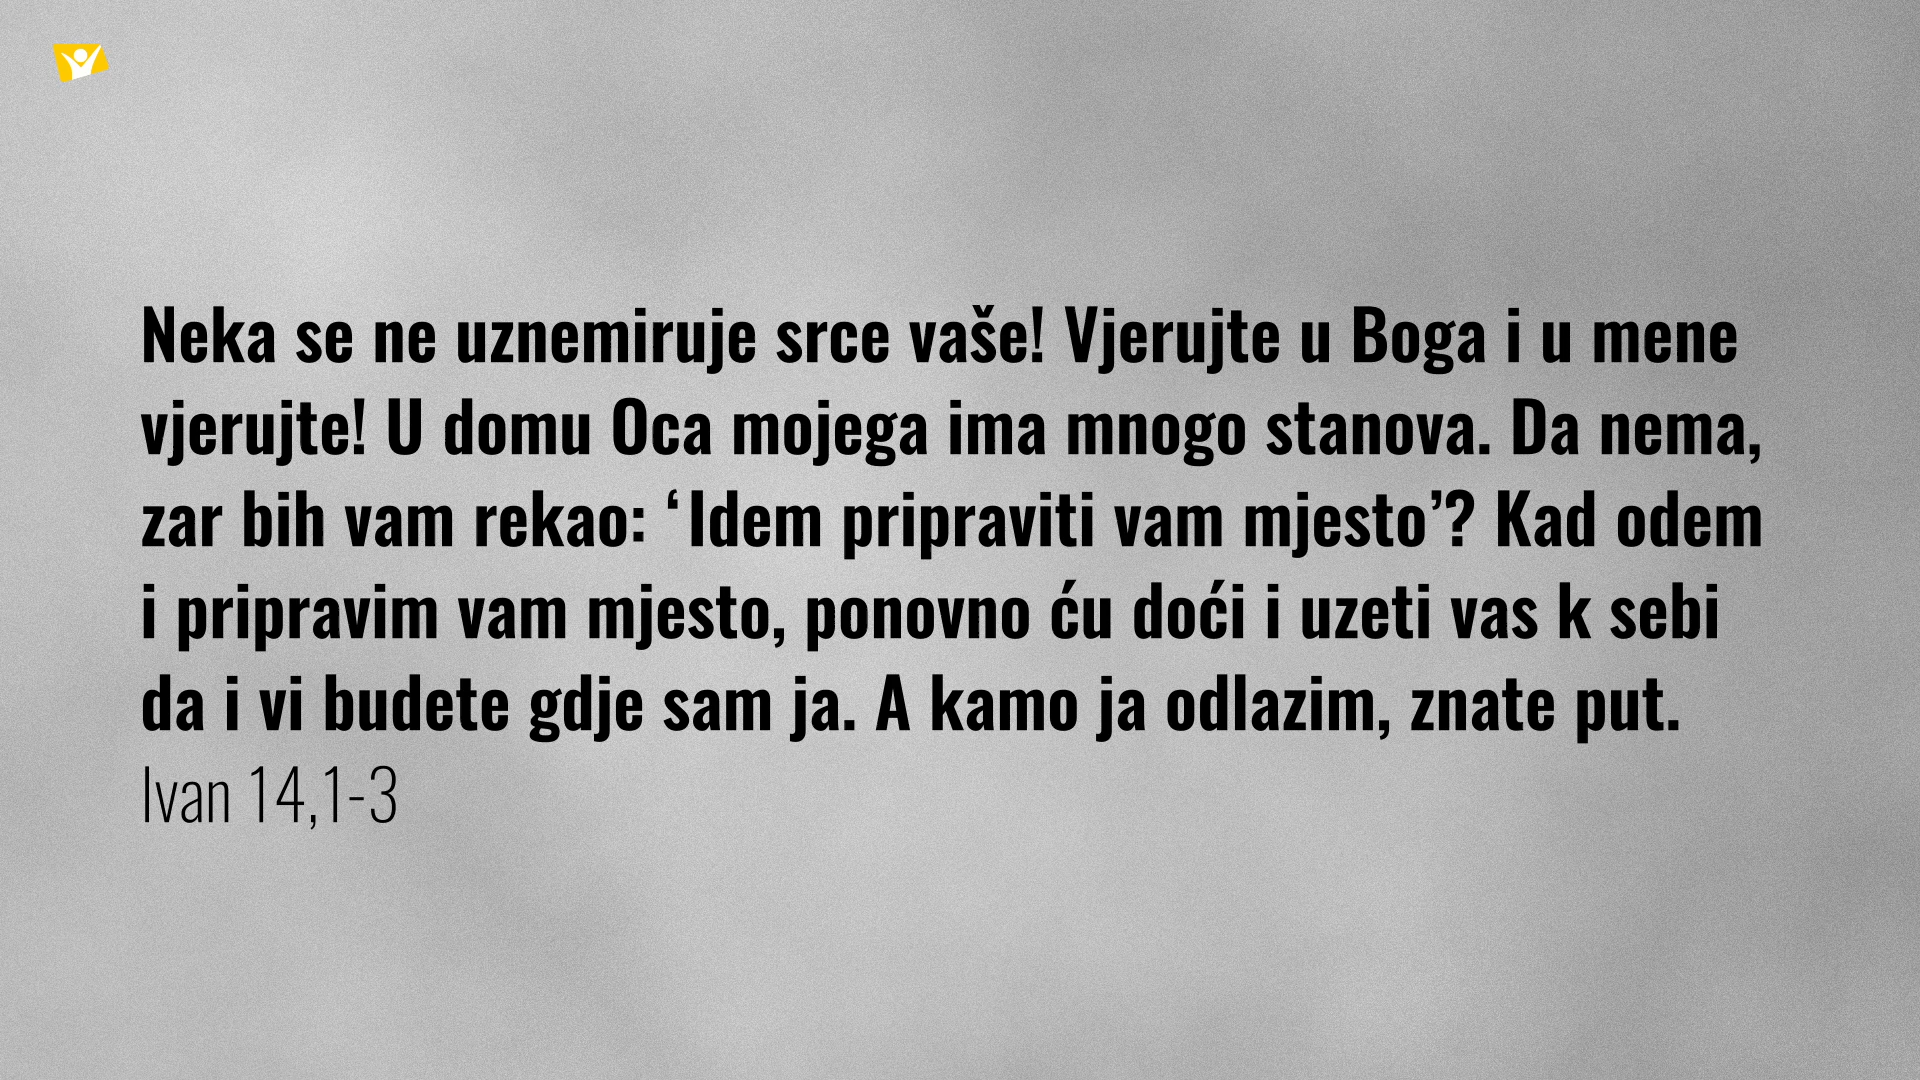 Neka se ne uznemiruje srce vaše! Vjerujte u Boga i u mene
vjerujte! U domu Oca mojega ima mnogo stanova. Da nema,
zar bih vam rekao: ‘Idem pripraviti vam mjesto’? Kad odem
i pripravim vam mjesto, ponovno ću doći i uzeti vas k sebi
da i vi budete gdje sam ja. A kamo ja odlazim, znate put.
Ivan 14,1-3